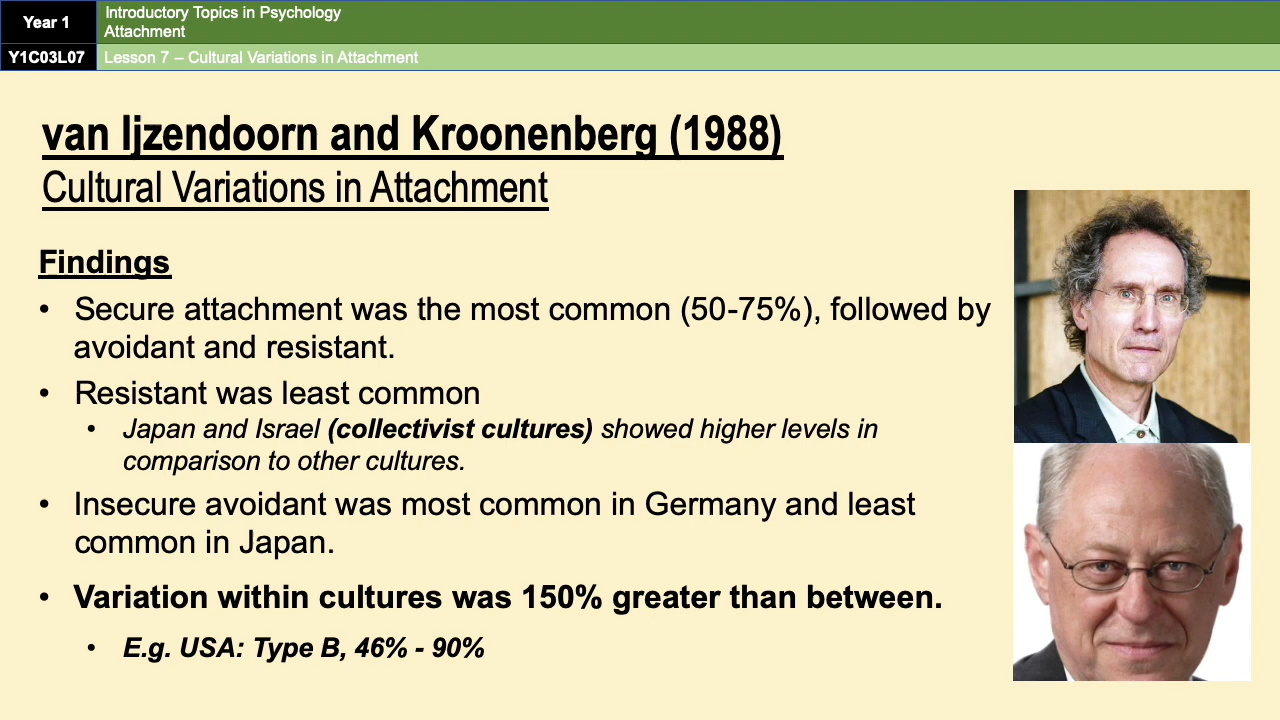 Year 1
Introductory Topics in Psychology
Attachment
Y1C03L07
Lesson 7 – Cultural Variations in Attachment
van Ijzendoorn and Kroonenberg (1988)
Cultural Variations in Attachment
Findings
• Secure attachment was the most common (50-75%), followed by
avoidant and resistant.
• Resistant was least common
• Japan and Israel (collectivist cultures) showed higher levels in
comparison to other cultures.
• Insecure avoidant was most common in Germany and least
common in Japan.
• Variation within cultures was 150% greater than between.
• E.g. USA: Type B, 46% - 90%